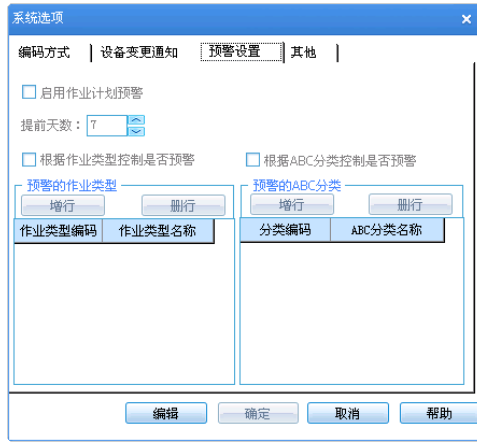 系统选项
编码方式 设备变更通知 预警设置 其他
启用作业计划预警
提前天数：7
根据作业类型控制是否预警 根据ABC分类控制是否预警
预警的作业类型 预警的ABC分类
增行 删行 增行 删行
作业类型编码 作业类型名称 分类编码 ABC分类名称
编辑 确定 取消 帮助